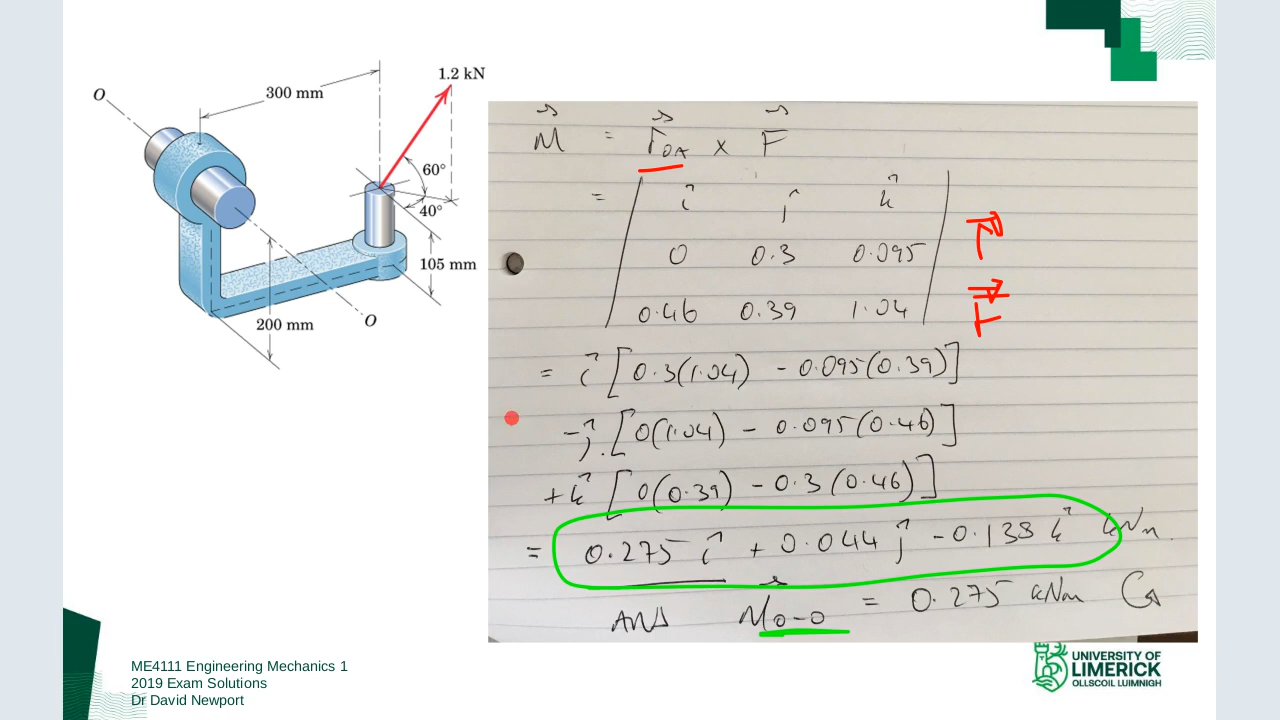 O
300 mm
1.2 kN
60°
40°
105 mm
200 mm
O
M⃗ = r⃗OA × F⃗
= | î ĵ k̂ |
0 0.3 0.095 r⃗
0.46 0.39 1.04 F⃗
= î [0.3(1.04) - 0.095(0.39)]
-ĵ.[0(1.04) - 0.095(0.46)]
+k̂ [0(0.39) - 0.3(0.46)]
= 0.275 î + 0.044 ĵ - 0.138 k̂ kNm.
ANS M⃗O-O = 0.275 kNm
ME4111 Engineering Mechanics 1
2019 Exam Solutions
Dr David Newport
UNIVERSITY OF
LIMERICK
OLLSCOIL LUIMNIGH